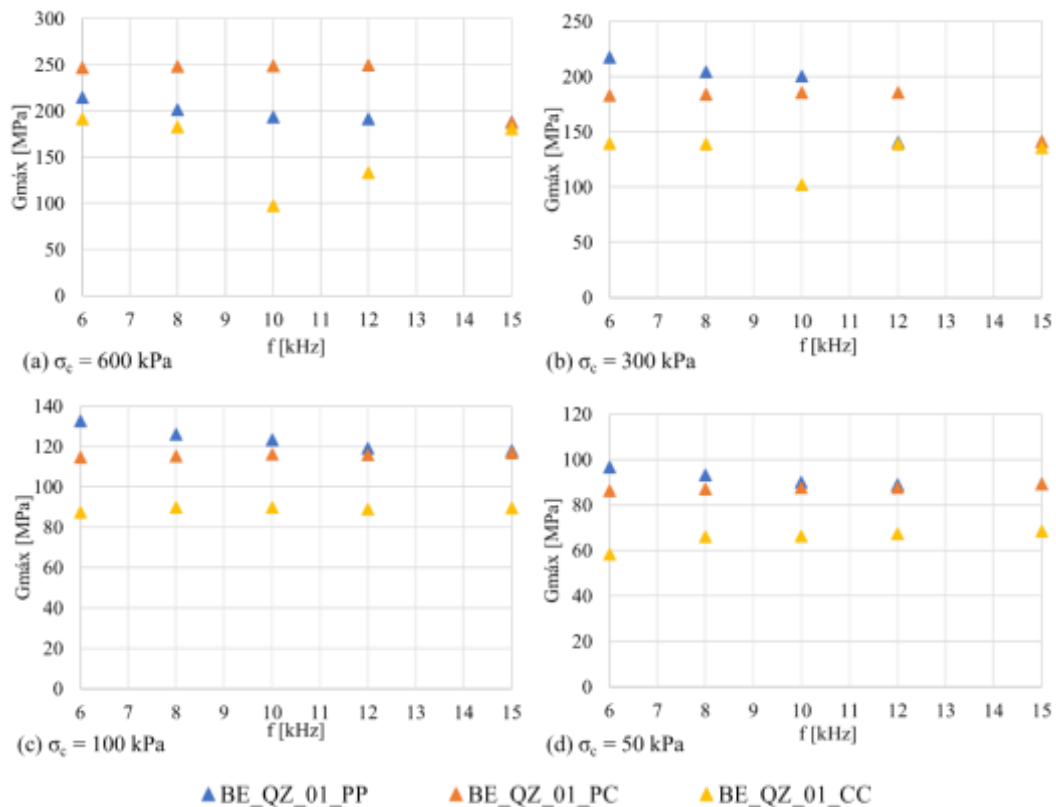 300
250
200
150
100
50
0
Gmáx [MPa]
6 7 8 9 10 11 12 13 14 15
f [kHz]
(a) σc = 600 kPa
250
200
150
100
50
0
Gmáx [MPa]
6 7 8 9 10 11 12 13 14 15
f [kHz]
(b) σc = 300 kPa
140
120
100
80
60
40
20
0
Gmáx [MPa]
6 7 8 9 10 11 12 13 14 15
f [kHz]
(c) σc = 100 kPa
120
100
80
60
40
20
0
Gmáx [MPa]
6 7 8 9 10 11 12 13 14 15
f [kHz]
(d) σc = 50 kPa
BE_QZ_01_PP BE_QZ_01_PC BE_QZ_01_CC